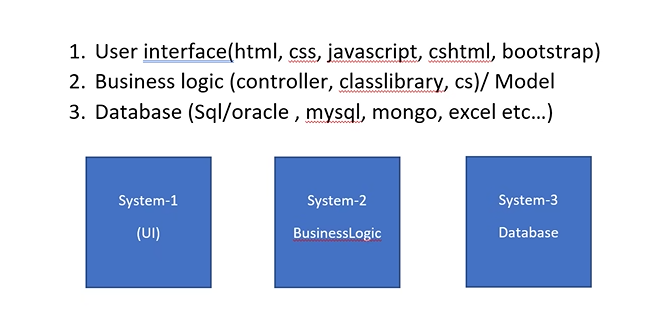 1. User interface(html, css, javascript, cshtml, bootstrap)
2. Business logic (controller, classlibrary, cs)/ Model
3. Database (Sql/oracle , mysql, mongo, excel etc...)
System-1
(UI)
System-2
BusinessLogic
System-3
Database